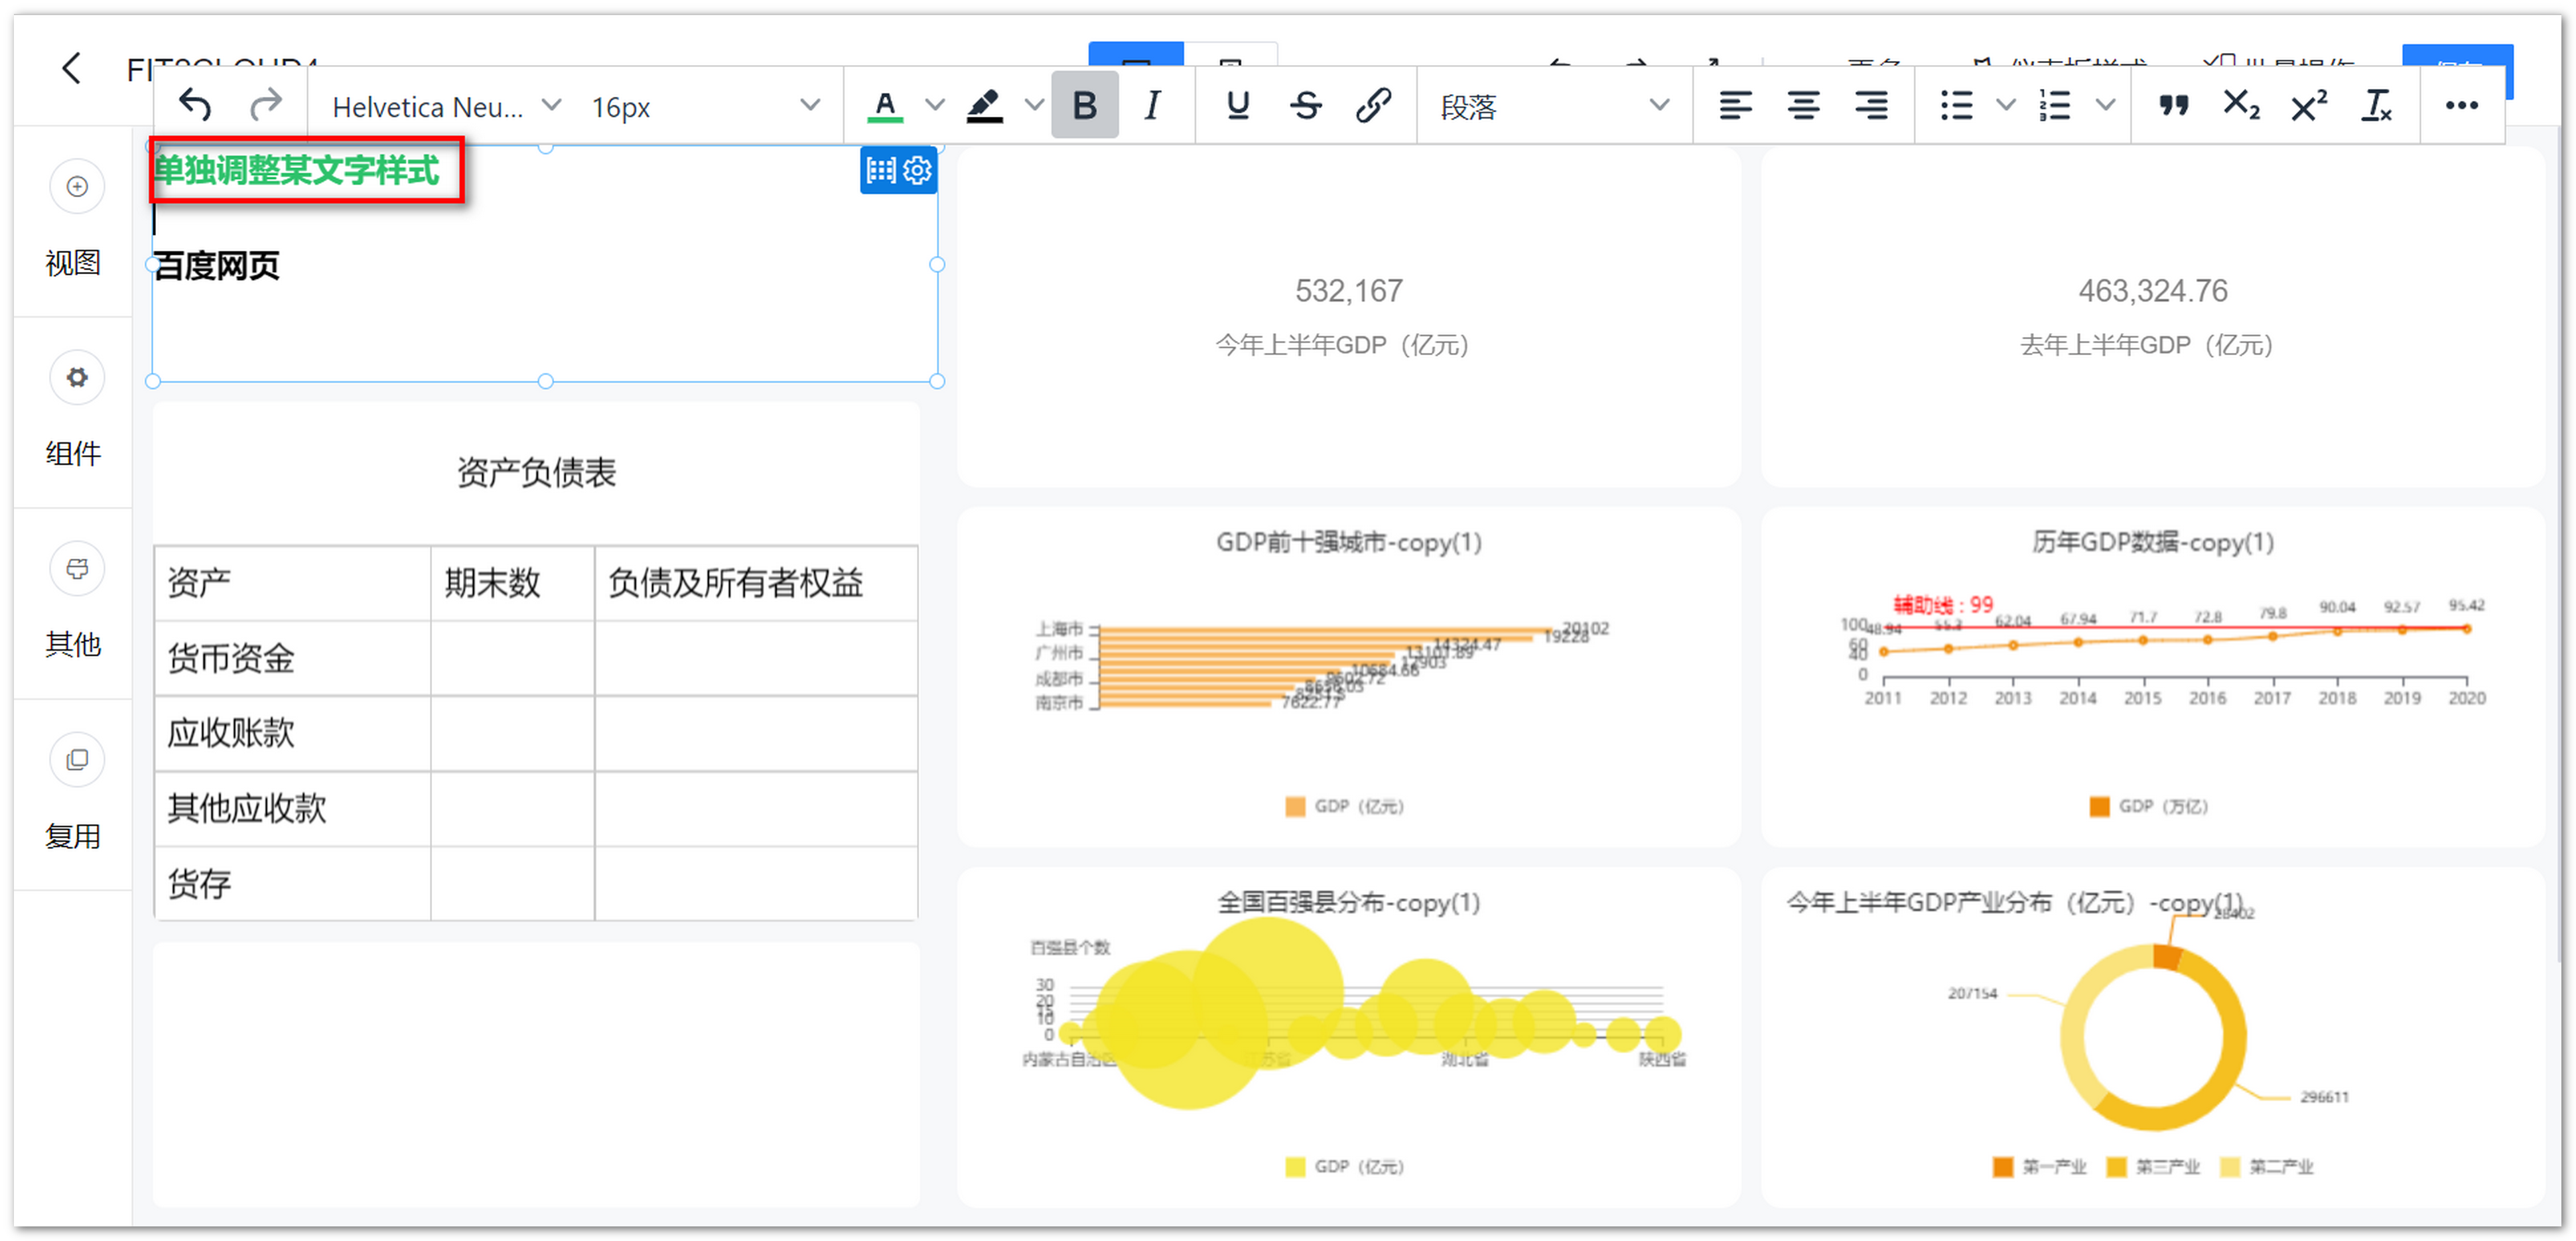 Helvetica Neu...
16px
段落
单独调整某文字样式
百度网页
视图
组件
其他
复用
资产负债表
资产 期末数 负债及所有者权益
货币资金
应收账款
其他应收款
货存
532,167
今年上半年GDP（亿元）
463,324.76
去年上半年GDP（亿元）
GDP前十强城市-copy(1)
上海市
广州市
成都市
南京市
20102
19228
14324.47
13101.89
10684.66
7622.77
GDP（亿元）
历年GDP数据-copy(1)
辅助线：99
48.94 55.3 62.04 67.94 71.7 72.8 79.8 90.04 92.57 95.42
100
60
40
0
2011 2012 2013 2014 2015 2016 2017 2018 2019 2020
GDP（万亿）
全国百强县分布-copy(1)
百强县个数
30
20
15
10
0
内蒙古自治区 江苏省 湖北省 陕西省
GDP（亿元）
今年上半年GDP产业分布（亿元）-copy(1)
28402
207154
296611
第一产业 第三产业 第二产业